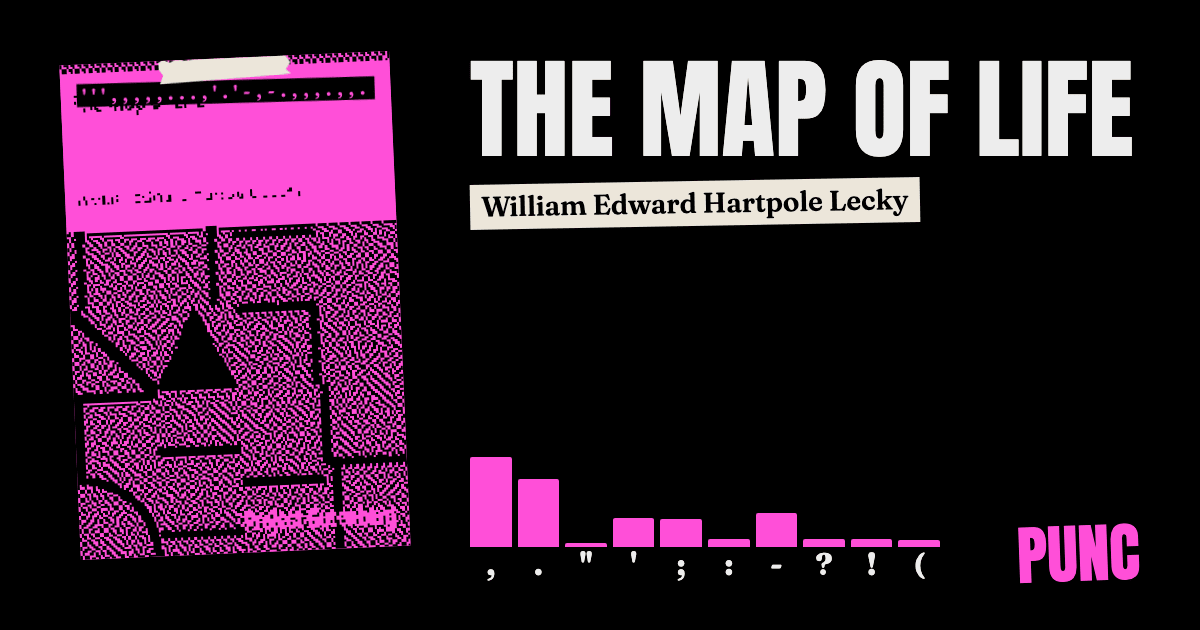 THE MAP OF LIFE
William Edward Hartpole Lecky
, . " ' ; : - ? ! (
PUNC